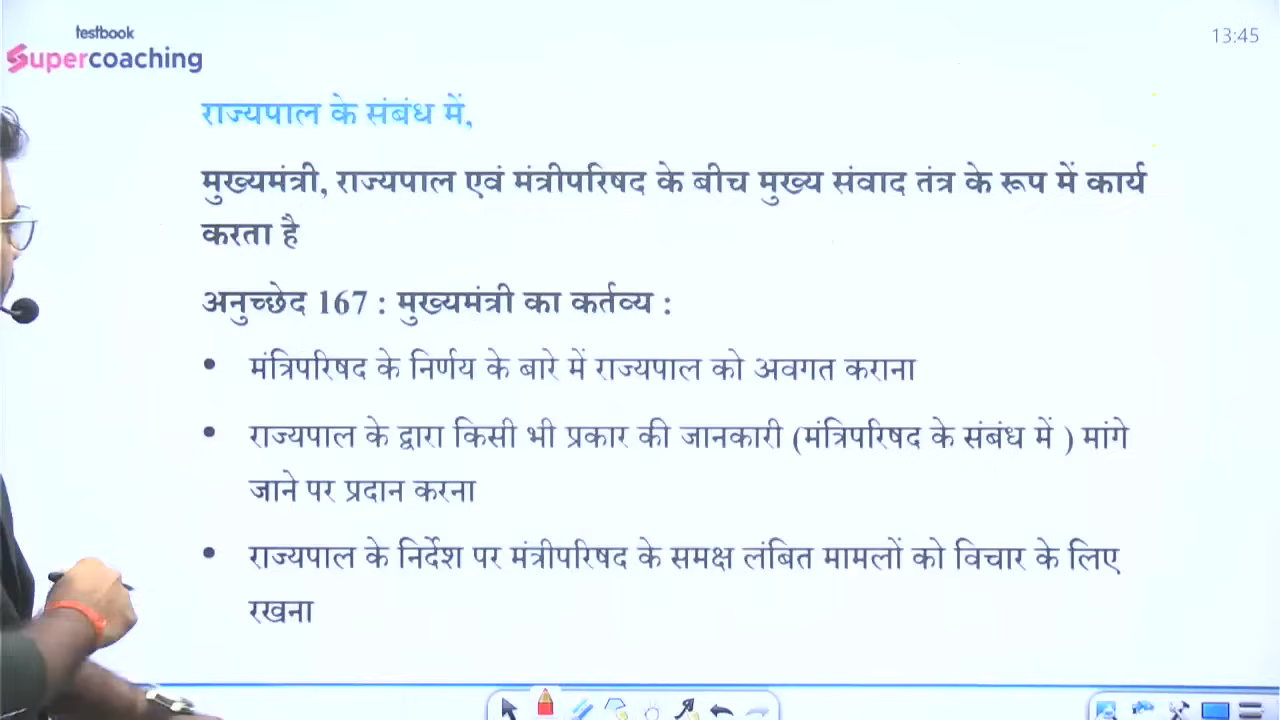 testbook
Supercoaching
13:45
राज्यपाल के संबंध में,
मुख्यमंत्री, राज्यपाल एवं मंत्रीपरिषद के बीच मुख्य संवाद तंत्र के रूप में कार्य
करता है
अनुच्छेद 167 : मुख्यमंत्री का कर्तव्य :
• मंत्रिपरिषद के निर्णय के बारे में राज्यपाल को अवगत कराना
• राज्यपाल के द्वारा किसी भी प्रकार की जानकारी (मंत्रिपरिषद के संबंध में ) मांगे
जाने पर प्रदान करना
• राज्यपाल के निर्देश पर मंत्रीपरिषद के समक्ष लंबित मामलों को विचार के लिए
रखना